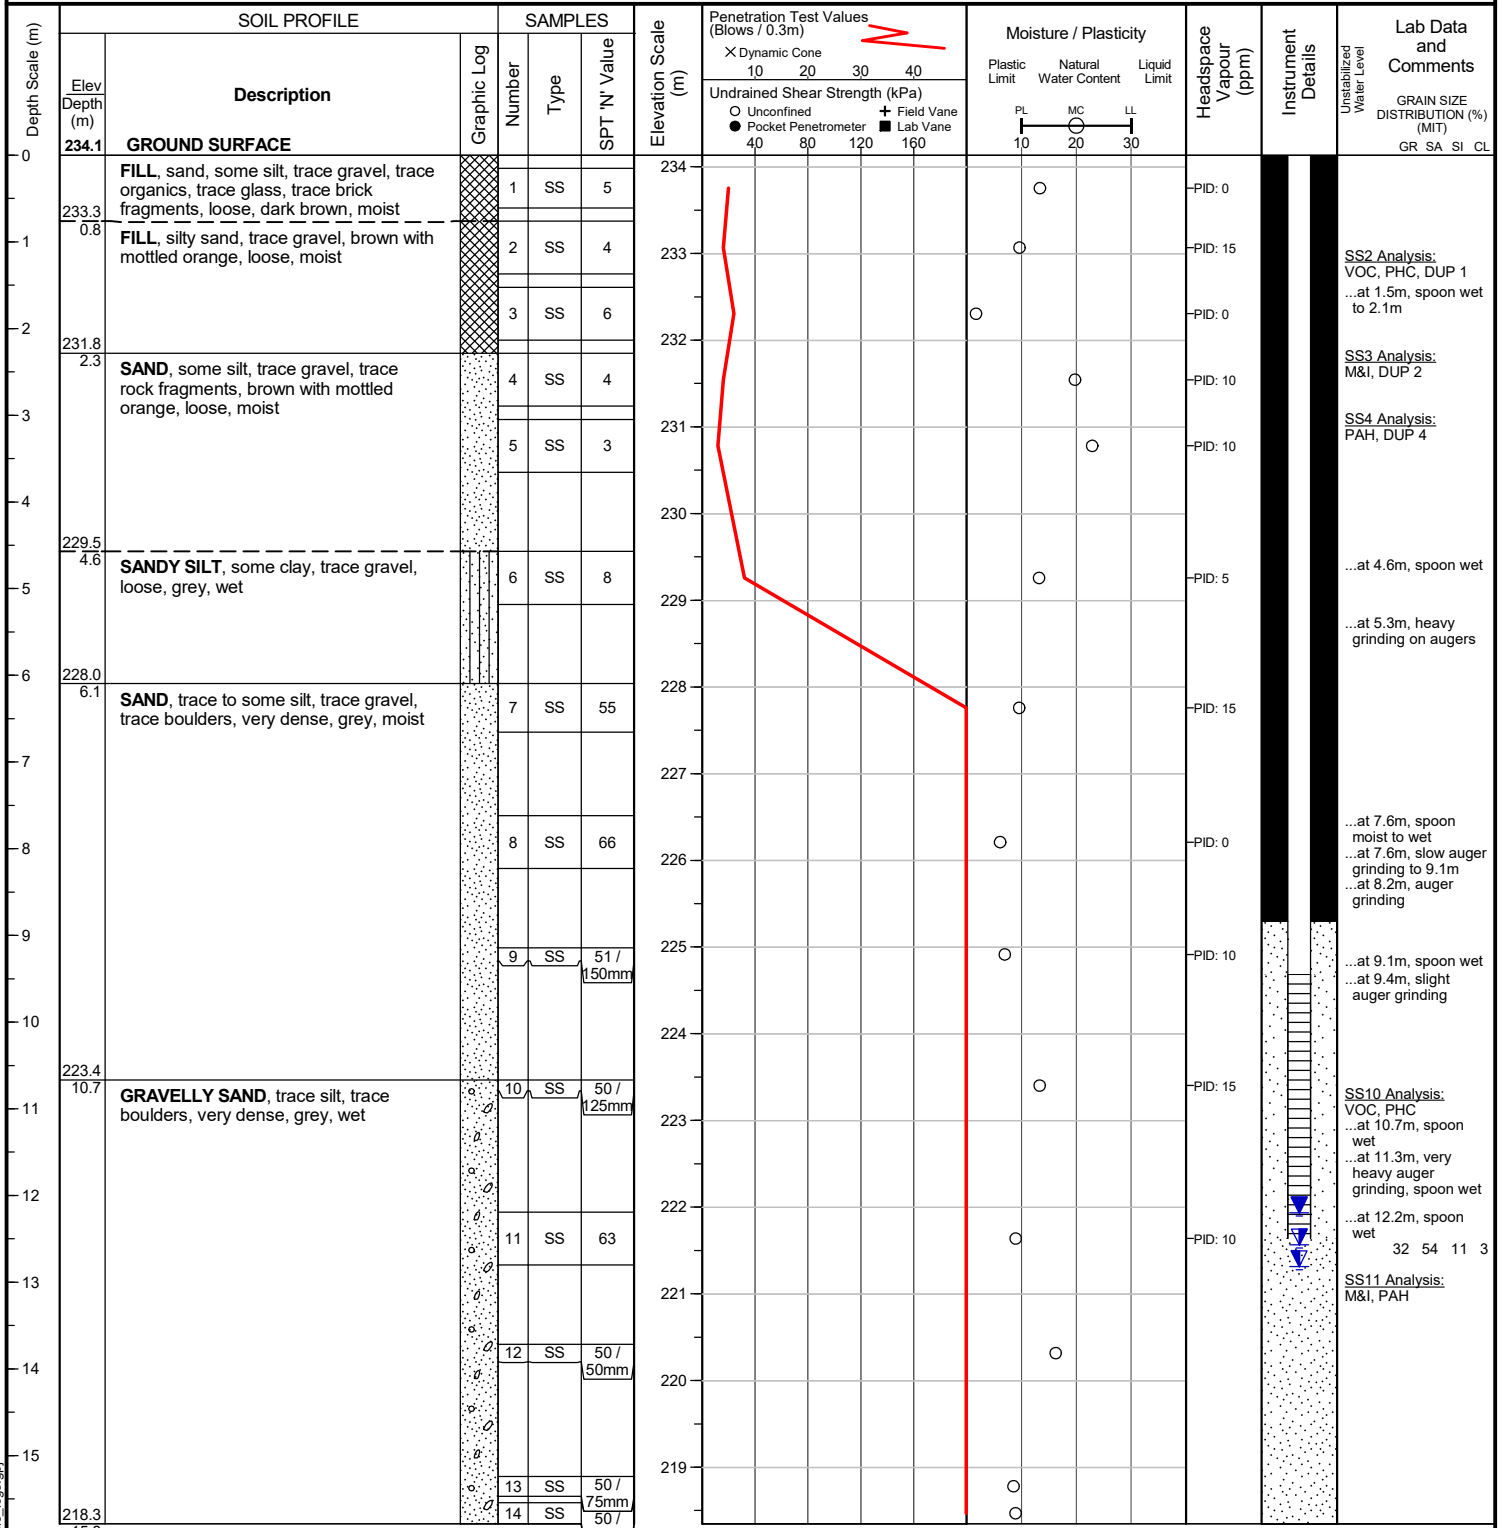 SOIL PROFILE
SAMPLES
Depth Scale (m)
Elev
Depth
(m)
Description
Graphic Log
Number
Type
SPT 'N' Value
Elevation Scale
(m)
Penetration Test Values
(Blows / 0.3m)
X Dynamic Cone
10 20 30 40
Undrained Shear Strength (kPa)
Unconfined + Field Vane
Pocket Penetrometer Lab Vane
40 80 120 160
Moisture / Plasticity
Plastic Limit
Natural Water Content
Liquid Limit
PL MC LL
10 20 30
Headspace
Vapour
(ppm)
Instrument
Details
Unstabilized
Water Level
Lab Data
and
Comments
GRAIN SIZE
DISTRIBUTION (%)
(MIT)
GR SA SI CL
234.1 GROUND SURFACE
0
1
2
3
4
5
6
7
8
9
10
11
12
13
14
15
FILL, sand, some silt, trace gravel, trace
organics, trace glass, trace brick
fragments, loose, dark brown, moist
233.3
0.8
FILL, silty sand, trace gravel, brown with
mottled orange, loose, moist
231.8
2.3
SAND, some silt, trace gravel, trace
rock fragments, brown with mottled
orange, loose, moist
229.5
4.6
SANDY SILT, some clay, trace gravel,
loose, grey, wet
228.0
6.1
SAND, trace to some silt, trace gravel,
trace boulders, very dense, grey, moist
223.4
10.7
GRAVELLY SAND, trace silt, trace
boulders, very dense, grey, wet
218.3
1 SS 5
2 SS 4
3 SS 6
4 SS 4
5 SS 3
6 SS 8
7 SS 55
8 SS 66
9 SS 51 /
150mm
10 SS 50 /
125mm
11 SS 63
12 SS 50 /
50mm
13 SS 50 /
75mm
14 SS 50 /
234
233
232
231
230
229
228
227
226
225
224
223
222
221
220
219
PID: 0
PID: 15
PID: 0
PID: 10
PID: 10
PID: 5
PID: 15
PID: 0
PID: 10
PID: 15
PID: 10
SS2 Analysis:
VOC, PHC, DUP 1
...at 1.5m, spoon wet
to 2.1m
SS3 Analysis:
M&I, DUP 2
SS4 Analysis:
PAH, DUP 4
...at 4.6m, spoon wet
...at 5.3m, heavy
grinding on augers
...at 7.6m, spoon
moist to wet
...at 7.6m, slow auger
grinding to 9.1m
...at 8.2m, auger
grinding
...at 9.1m, spoon wet
...at 9.4m, slight
auger grinding
SS10 Analysis:
VOC, PHC
...at 10.7m, spoon
wet
...at 11.3m, very
heavy auger
grinding, spoon wet
...at 12.2m, spoon
wet
32 54 11 3
SS11 Analysis:
M&I, PAH